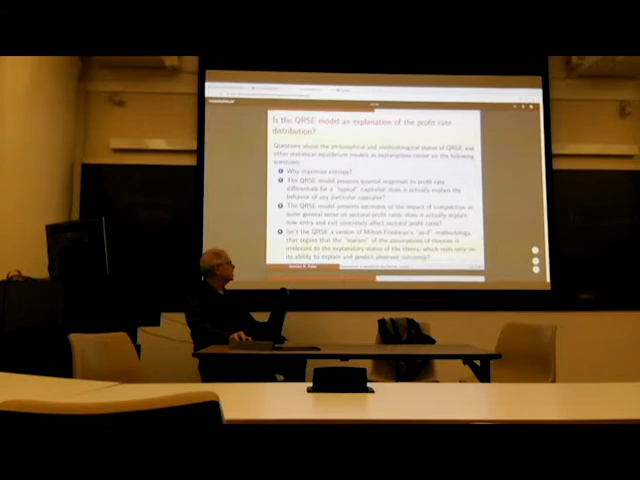 Is the QRSE model an explanation of the profit rate
distribution?
Questions about the philosophical and methodological status of QRSE and
other statistical equilibrium models as explanations center on the following
questions:
Why maximize entropy?
The QRSE model presents quantal responses to profit rate
differentials for a "typical" capitalist; does it actually explain the
behavior of any particular capitalist?
The QRSE model presents estimates of the impact of competition in
some general sense on sectoral profit rates; does it actually explain
how entry and exit concretely affect sectoral profit rates?
Isn't the QRSE a version of Milton Friedman's "as-if" methodology,
that argues that the "realism" of the assumptions of theories is
irrelevant to the explanatory status of the theory, which rests only on
its ability to explain and predict observed outcomes?
Duncan K. Foley